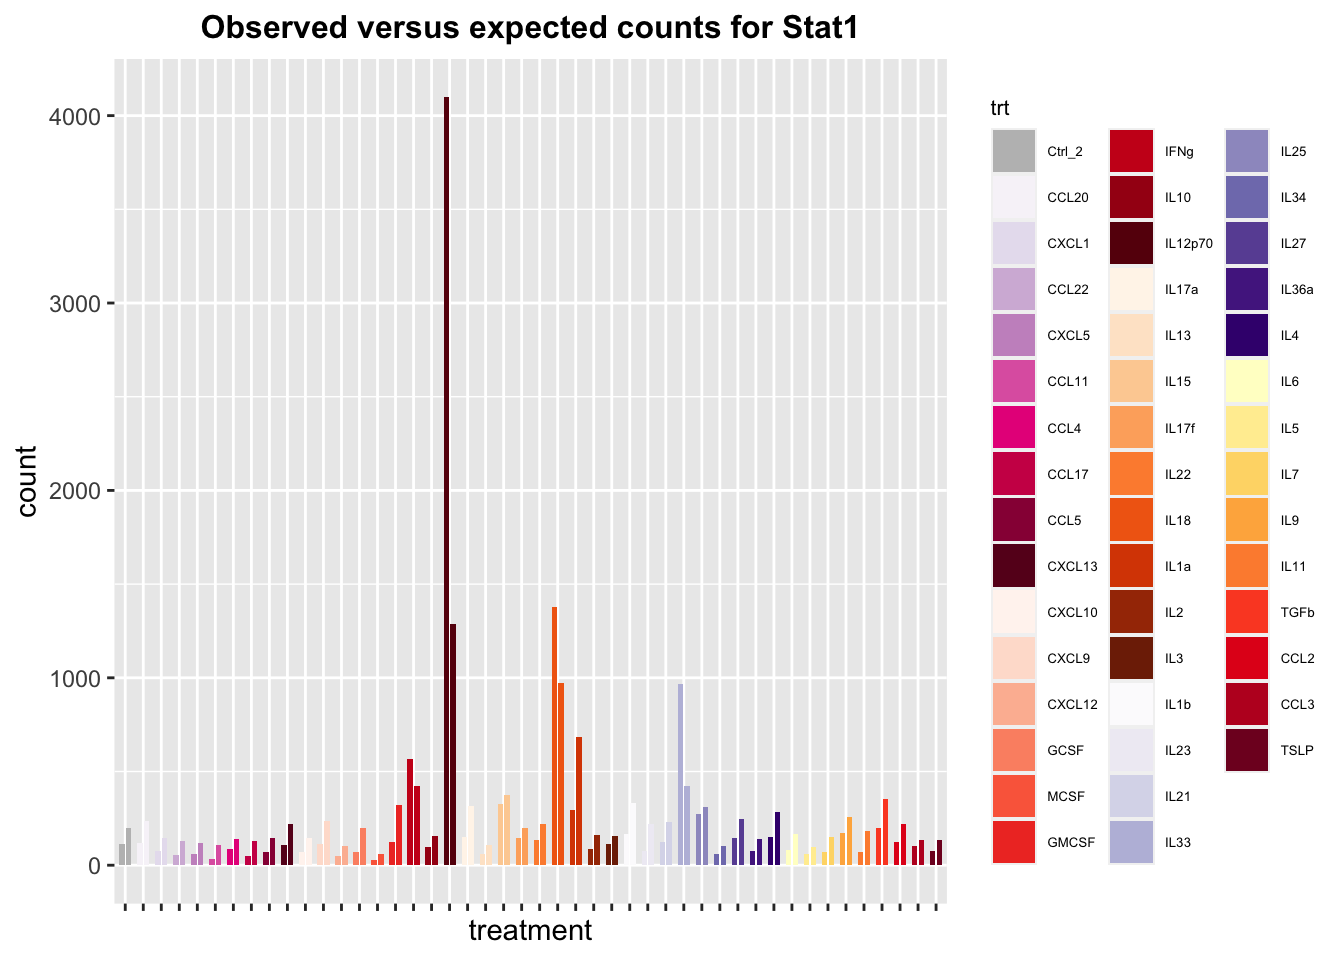 Observed versus expected counts for Stat1
count
4000
3000
2000
1000
0
treatment
trt
Ctrl_2
CCL20
CXCL1
CCL22
CXCL5
CCL11
CCL4
CCL17
CCL5
CXCL13
CXCL10
CXCL9
CXCL12
GCSF
MCSF
GMCSF
IFNg
IL10
IL12p70
IL17a
IL13
IL15
IL17f
IL22
IL18
IL1a
IL2
IL3
IL1b
IL23
IL21
IL33
IL25
IL34
IL27
IL36a
IL4
IL6
IL5
IL7
IL9
IL11
TGFb
CCL2
CCL3
TSLP